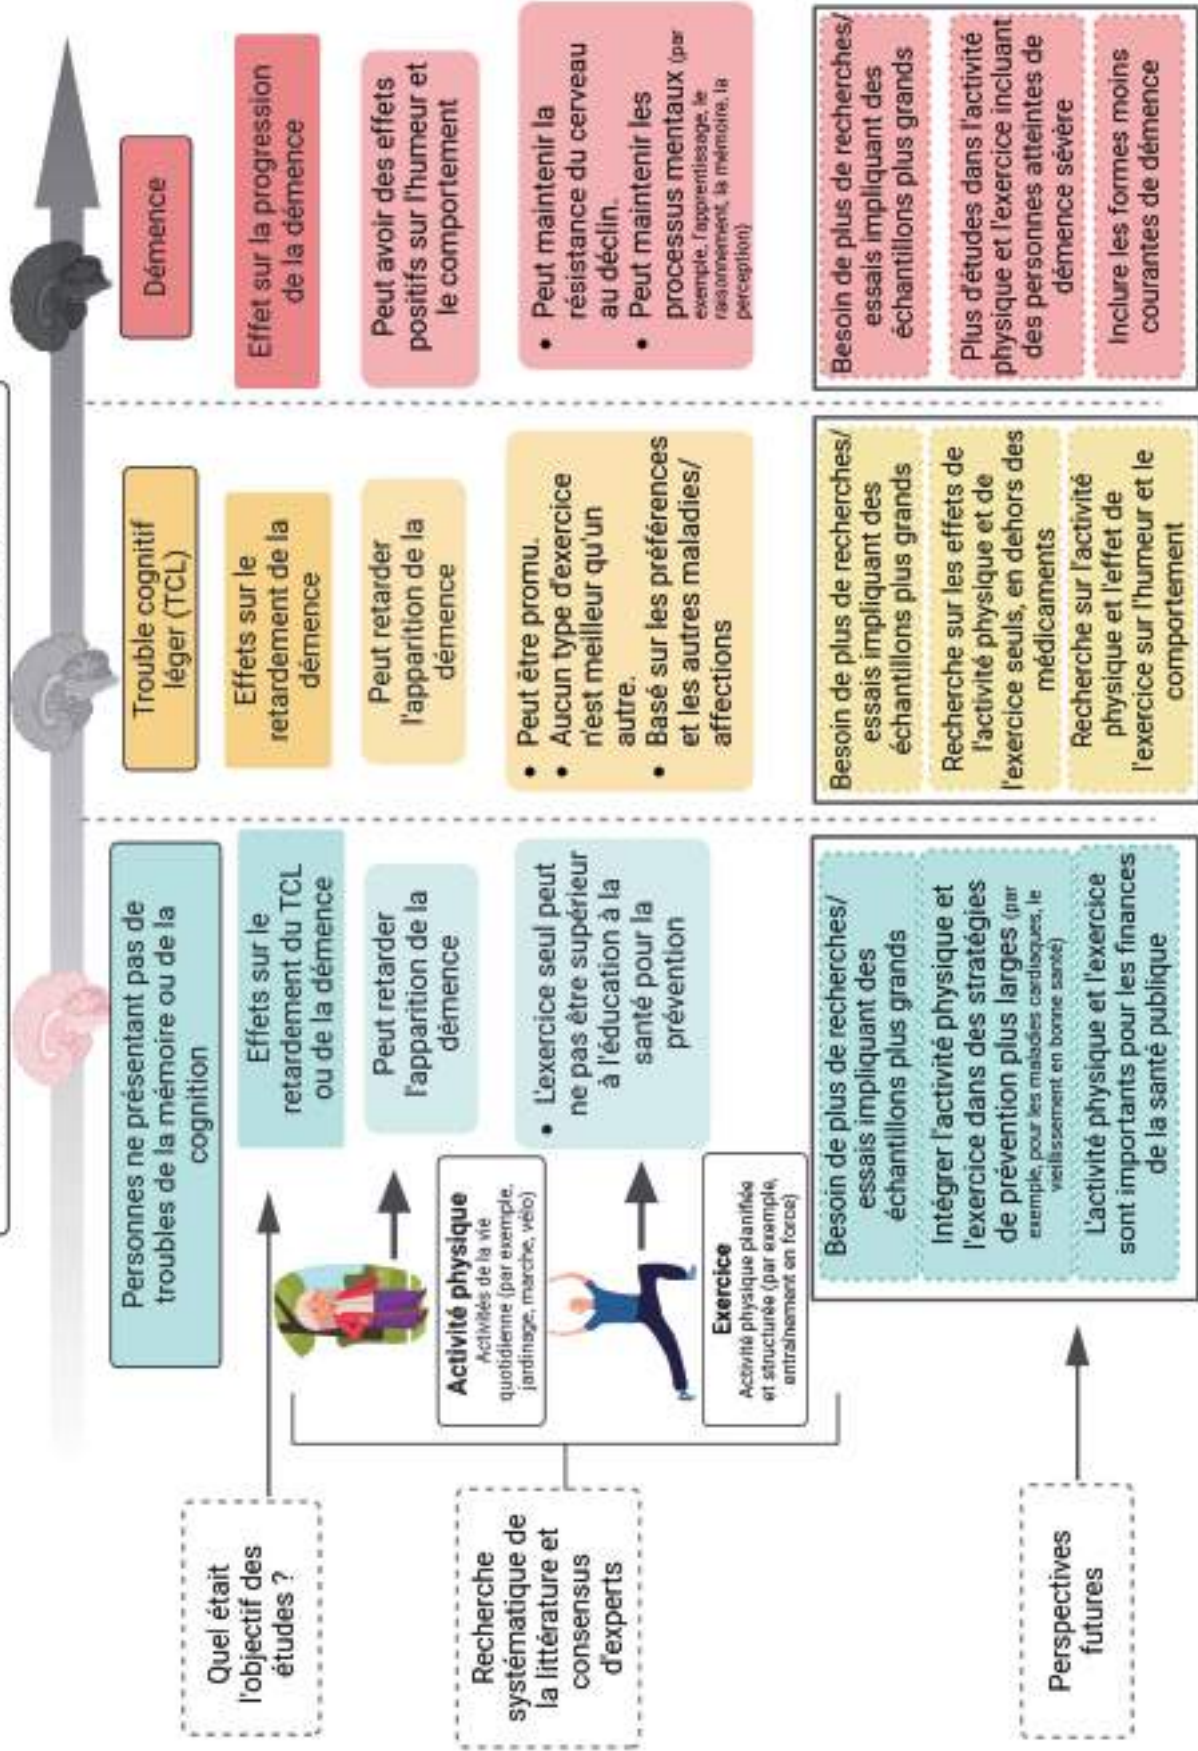 Personnes ne présentant pas de
troubles de la mémoire ou de la
cognition
Trouble cognitif
léger (TCL)
Démence
Quel était
l'objectif des
études ?
Effets sur le
retardement du TCL
ou de la démence
Effets sur le
retardement de la
démence
Effet sur la progression
de la démence
Recherche
systématique de
la littérature et
consensus
d'experts
Activité physique
Activités de la vie
quotidienne (par exemple,
jardinage, marche, vélo)
Peut retarder
l'apparition de la
démence
Peut retarder
l'apparition de la
démence
Peut avoir des effets
positifs sur l'humeur et
le comportement
Exercice
Activité physique planifiée
et structurée (par exemple,
entraînement en force)
• L'exercice seul peut
ne pas être supérieur
à l'éducation à la
santé pour la
prévention
• Peut être promu.
• Aucun type d'exercice
n'est meilleur qu'un
autre.
• Basé sur les préférences
et les autres maladies/
affections
• Peut maintenir la
résistance du cerveau
au déclin.
• Peut maintenir les
processus mentaux (par
exemple, l'apprentissage, le
raisonnement, la mémoire, la
perception)
Perspectives
futures
Besoin de plus de recherches/
essais impliquant des
échantillons plus grands
Intégrer l'activité physique et
l'exercice dans des stratégies
de prévention plus larges (par
exemple, pour les maladies cardiaques, le
vieillissement en bonne santé)
L'activité physique et l'exercice
sont importants pour les finances
de la santé publique
Besoin de plus de recherches/
essais impliquant des
échantillons plus grands
Recherche sur les effets de
l'activité physique et de
l'exercice seuls, en dehors des
médicaments
Recherche sur l'activité
physique et l'effet de
l'exercice sur l'humeur et le
comportement
Besoin de plus de recherches/
essais impliquant des
échantillons plus grands
Plus d'études dans l'activité
physique et l'exercice incluant
des personnes atteintes de
démence sévère
Inclure les formes moins
courantes de démence